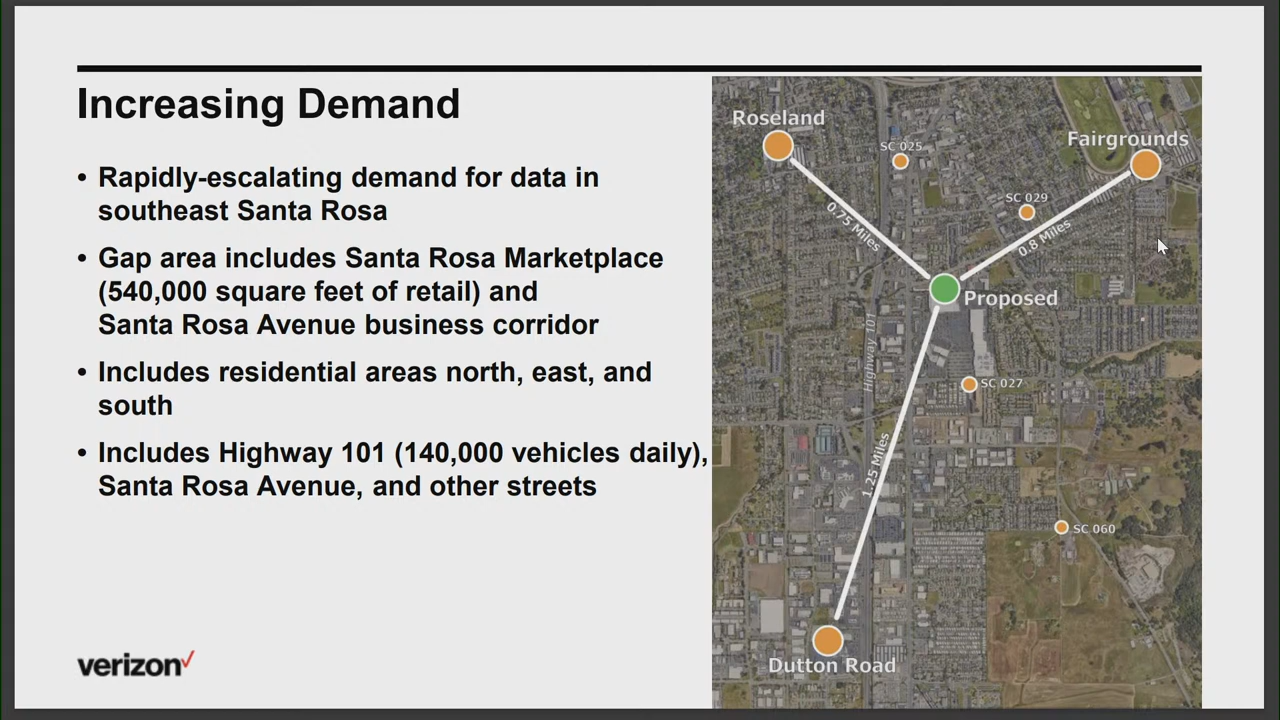 Increasing Demand
• Rapidly-escalating demand for data in
southeast Santa Rosa
• Gap area includes Santa Rosa Marketplace
(540,000 square feet of retail) and
Santa Rosa Avenue business corridor
• Includes residential areas north, east, and
south
• Includes Highway 101 (140,000 vehicles daily),
Santa Rosa Avenue, and other streets
verizon
Roseland
SC 025
Fairgrounds
SC 029
0.75 Miles
0.8 Miles
Proposed
Highway 101
SC 027
1.25 Miles
SC 060
Dutton Road